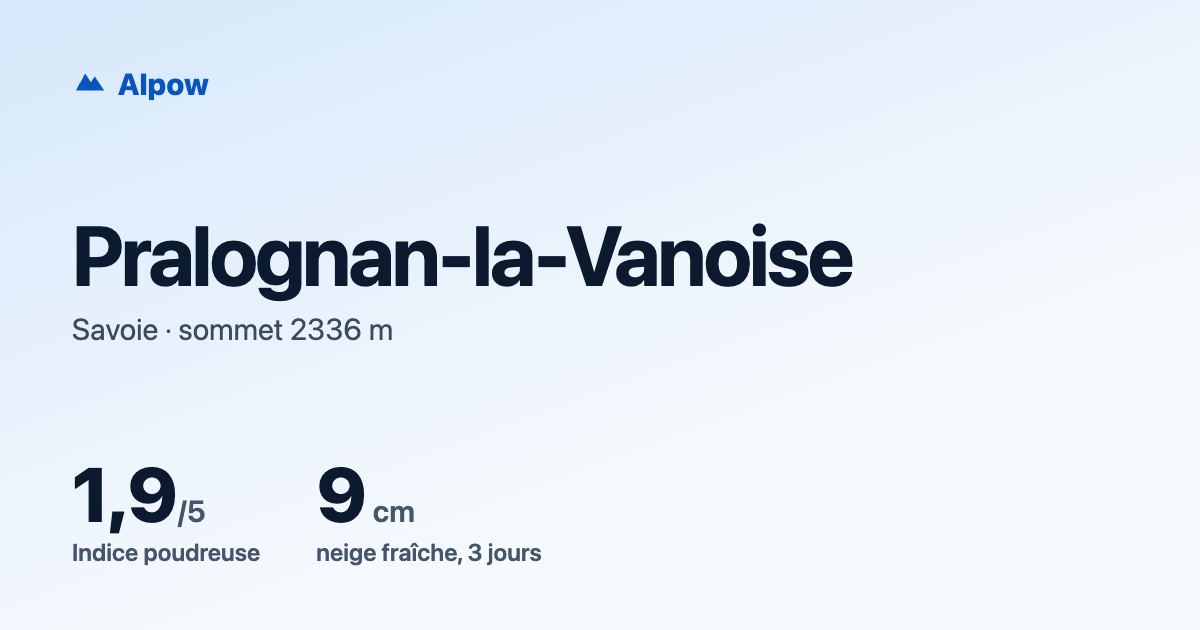 Alpow
Pralognan-la-Vanoise
Savoie · sommet 2336 m
1,9/5
Indice poudreuse
9 cm
neige fraîche, 3 jours